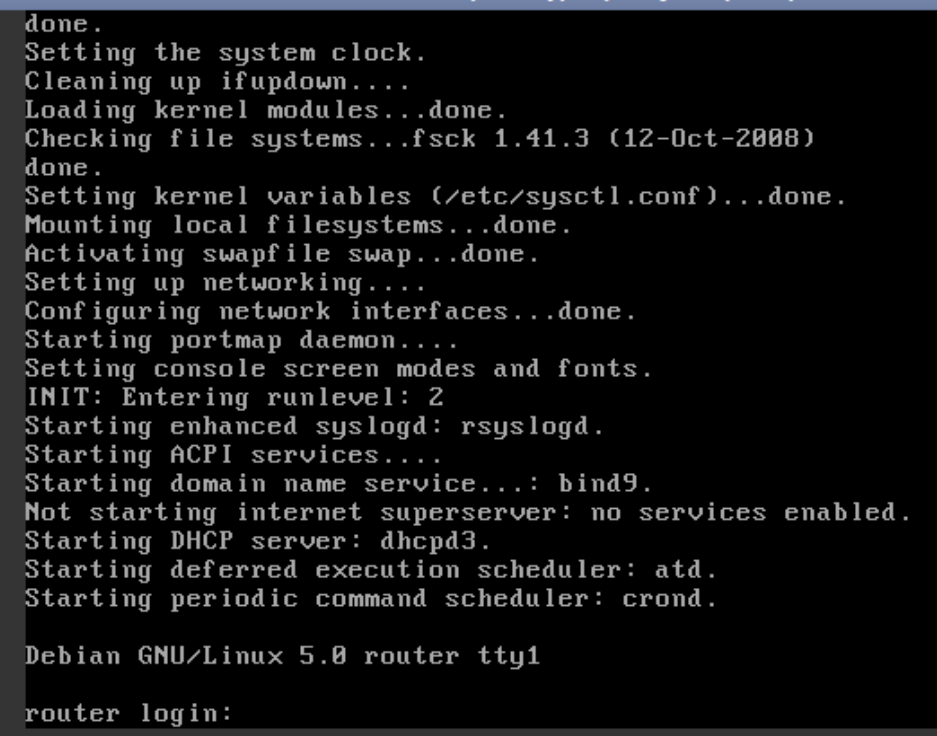 done.
Setting the system clock.
Cleaning up ifupdown....
Loading kernel modules...done.
Checking file systems...fsck 1.41.3 (12-Oct-2008)
done.
Setting kernel variables (/etc/sysctl.conf)...done.
Mounting local filesystems...done.
Activating swapfile swap...done.
Setting up networking....
Configuring network interfaces...done.
Starting portmap daemon....
Setting console screen modes and fonts.
INIT: Entering runlevel: 2
Starting enhanced syslogd: rsyslogd.
Starting ACPI services....
Starting domain name service...: bind9.
Not starting internet superserver: no services enabled.
Starting DHCP server: dhcpd3.
Starting deferred execution scheduler: atd.
Starting periodic command scheduler: crond.
Debian GNU/Linux 5.0 router tty1
router login: